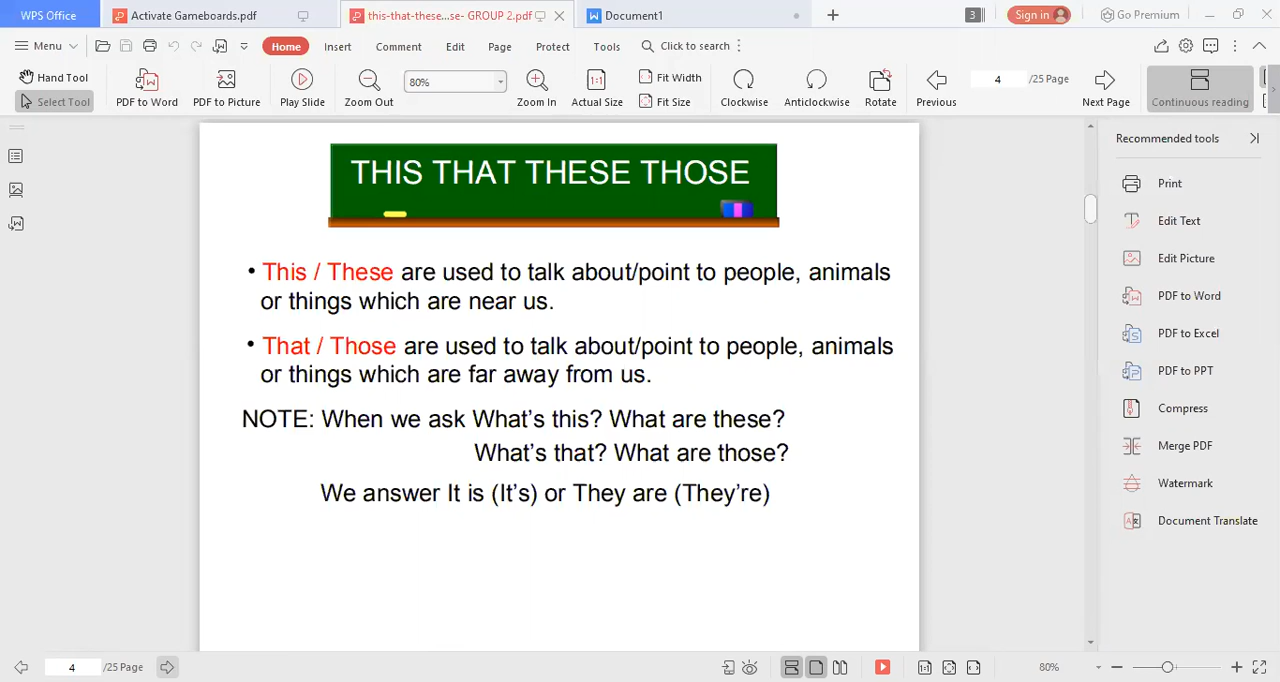 WPS Office
Activate Gameboards.pdf
this-that-these...se- GROUP 2.pdf
Document1
3
Sign in
Go Premium
Menu
Home
Insert
Comment
Edit
Page
Protect
Tools
Click to search
Hand Tool
Select Tool
PDF to Word
PDF to Picture
Play Slide
Zoom Out
80%
Zoom In
1:1
Actual Size
Fit Width
Fit Size
Clockwise
Anticlockwise
Rotate
Previous
4 /25 Page
Next Page
Continuous reading
THIS THAT THESE THOSE
• This / These are used to talk about/point to people, animals
or things which are near us.
• That / Those are used to talk about/point to people, animals
or things which are far away from us.
NOTE: When we ask What’s this? What are these?
What’s that? What are those?
We answer It is (It’s) or They are (They’re)
Recommended tools
Print
Edit Text
Edit Picture
PDF to Word
PDF to Excel
PDF to PPT
Compress
Merge PDF
Watermark
Document Translate
4 /25 Page
80%